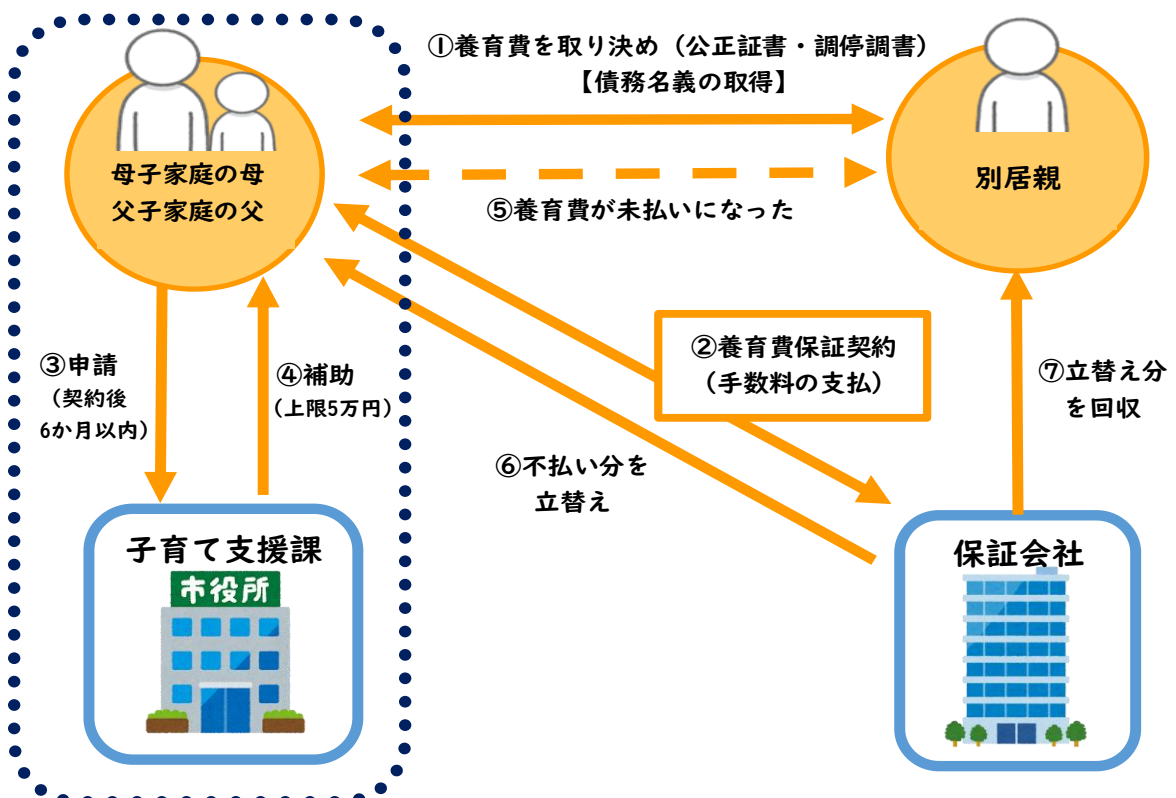 ①養育費を取り決め（公正証書・調停調書）
【債務名義の取得】
母子家庭の母
父子家庭の父
別居親
⑤養育費が未払いになった
②養育費保証契約
（手数料の支払）
③申請
（契約後
6か月以内）
④補助
（上限5万円）
⑦立替え分
を回収
⑥不払い分を
立替え
子育て支援課
市役所
保証会社